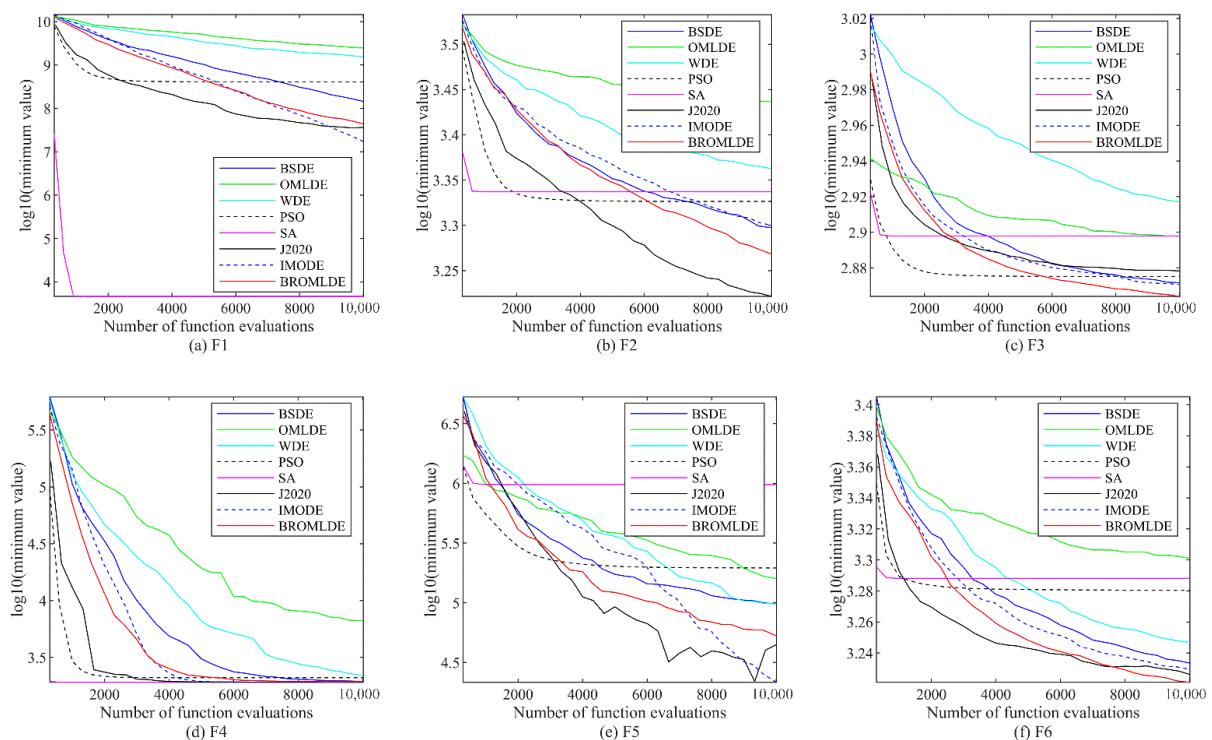 10
9
8
7
6
5
4
log10(minimum value)
BSDE
OMLDE
WDE
PSO
SA
J2020
IMODE
BROMLDE
2000 4000 6000 8000 10,000
Number of function evaluations
(a) F1
3.5
3.45
3.4
3.35
3.3
3.25
log10(minimum value)
BSDE
OMLDE
WDE
PSO
SA
J2020
IMODE
BROMLDE
2000 4000 6000 8000 10,000
Number of function evaluations
(b) F2
3.02
3
2.98
2.96
2.94
2.92
2.9
2.88
log10(minimum value)
BSDE
OMLDE
WDE
PSO
SA
J2020
IMODE
BROMLDE
2000 4000 6000 8000 10,000
Number of function evaluations
(c) F3
5.5
5
4.5
4
3.5
log10(minimum value)
BSDE
OMLDE
WDE
PSO
SA
J2020
IMODE
BROMLDE
2000 4000 6000 8000 10,000
Number of function evaluations
(d) F4
6.5
6
5.5
5
4.5
log10(minimum value)
BSDE
OMLDE
WDE
PSO
SA
J2020
IMODE
BROMLDE
2000 4000 6000 8000 10,000
Number of function evaluations
(e) F5
3.4
3.38
3.36
3.34
3.32
3.3
3.28
3.26
3.24
log10(minimum value)
BSDE
OMLDE
WDE
PSO
SA
J2020
IMODE
BROMLDE
2000 4000 6000 8000 10,000
Number of function evaluations
(f) F6